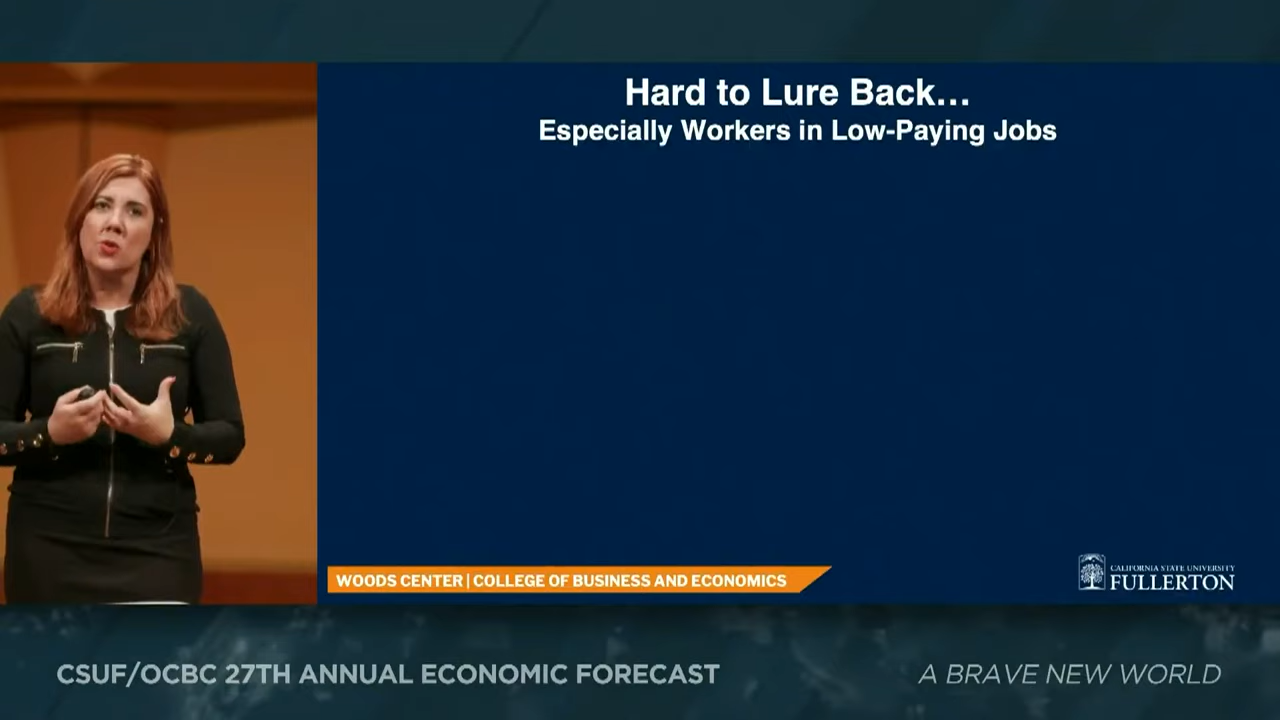 Hard to Lure Back...
Especially Workers in Low-Paying Jobs
WOODS CENTER | COLLEGE OF BUSINESS AND ECONOMICS
CALIFORNIA STATE UNIVERSITY
FULLERTON
CSUF/OCBC 27TH ANNUAL ECONOMIC FORECAST
A BRAVE NEW WORLD